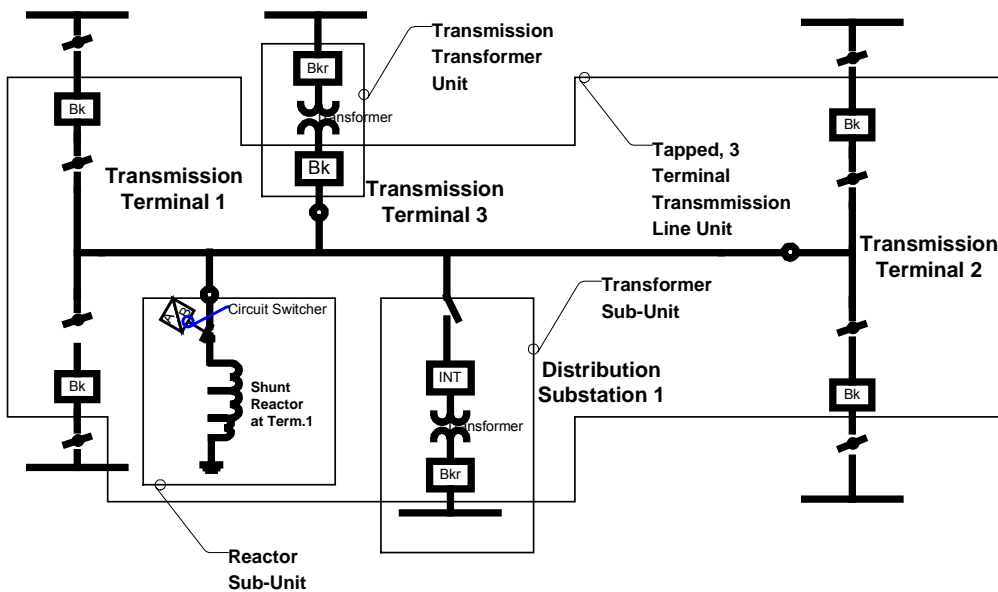 Transmission
Transformer
Unit
Bkr
Transformer
Bk
Bk
Bk
Bk
Transmission
Terminal 1
Transmission
Terminal 3
Tapped, 3
Terminal
Transmmission
Line Unit
Transmission
Terminal 2
A
B
Circuit Switcher
Transformer
Sub-Unit
Shunt
Reactor
at Term.1
INT
Distribution
Substation 1
Bk
Bk
ansformer
Bkr
Reactor
Sub-Unit